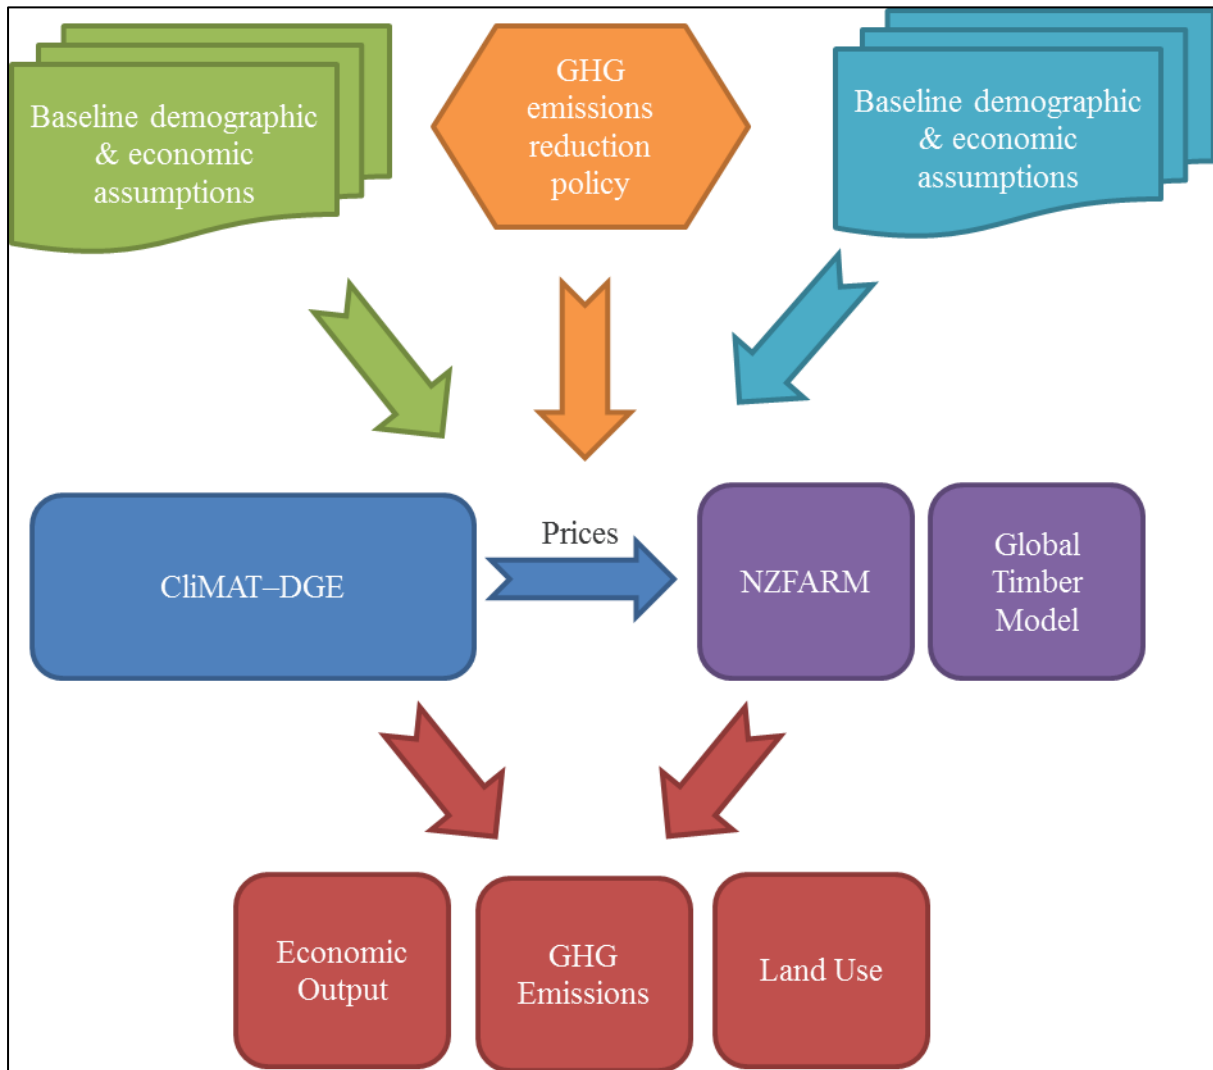 Baseline demographic
& economic
assumptions
GHG
emissions
reduction
policy
Baseline demographic
& economic
assumptions
CliMAT–DGE
Prices
NZFARM
Global
Timber
Model
Economic
Output
GHG
Emissions
Land Use